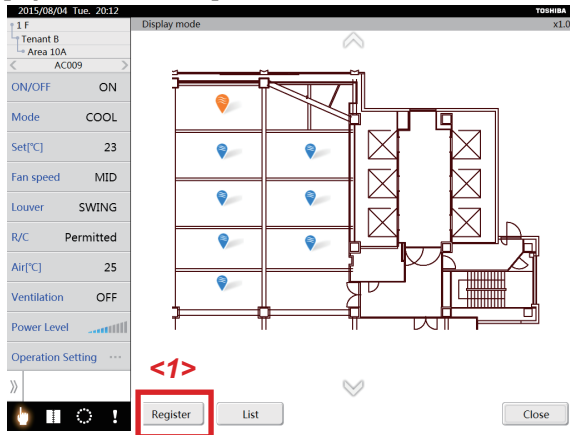 2015/08/04 Tue. 20:12
TOSHIBA
1 F
Tenant B
Area 10A
< AC009 >
Display mode
x1.0
ON/OFF ON
Mode COOL
Set[℃] 23
Fan speed MID
Louver SWING
R/C Permitted
Air[℃] 25
Ventilation OFF
Power Level
Operation Setting ...
<1>
Register
List
Close